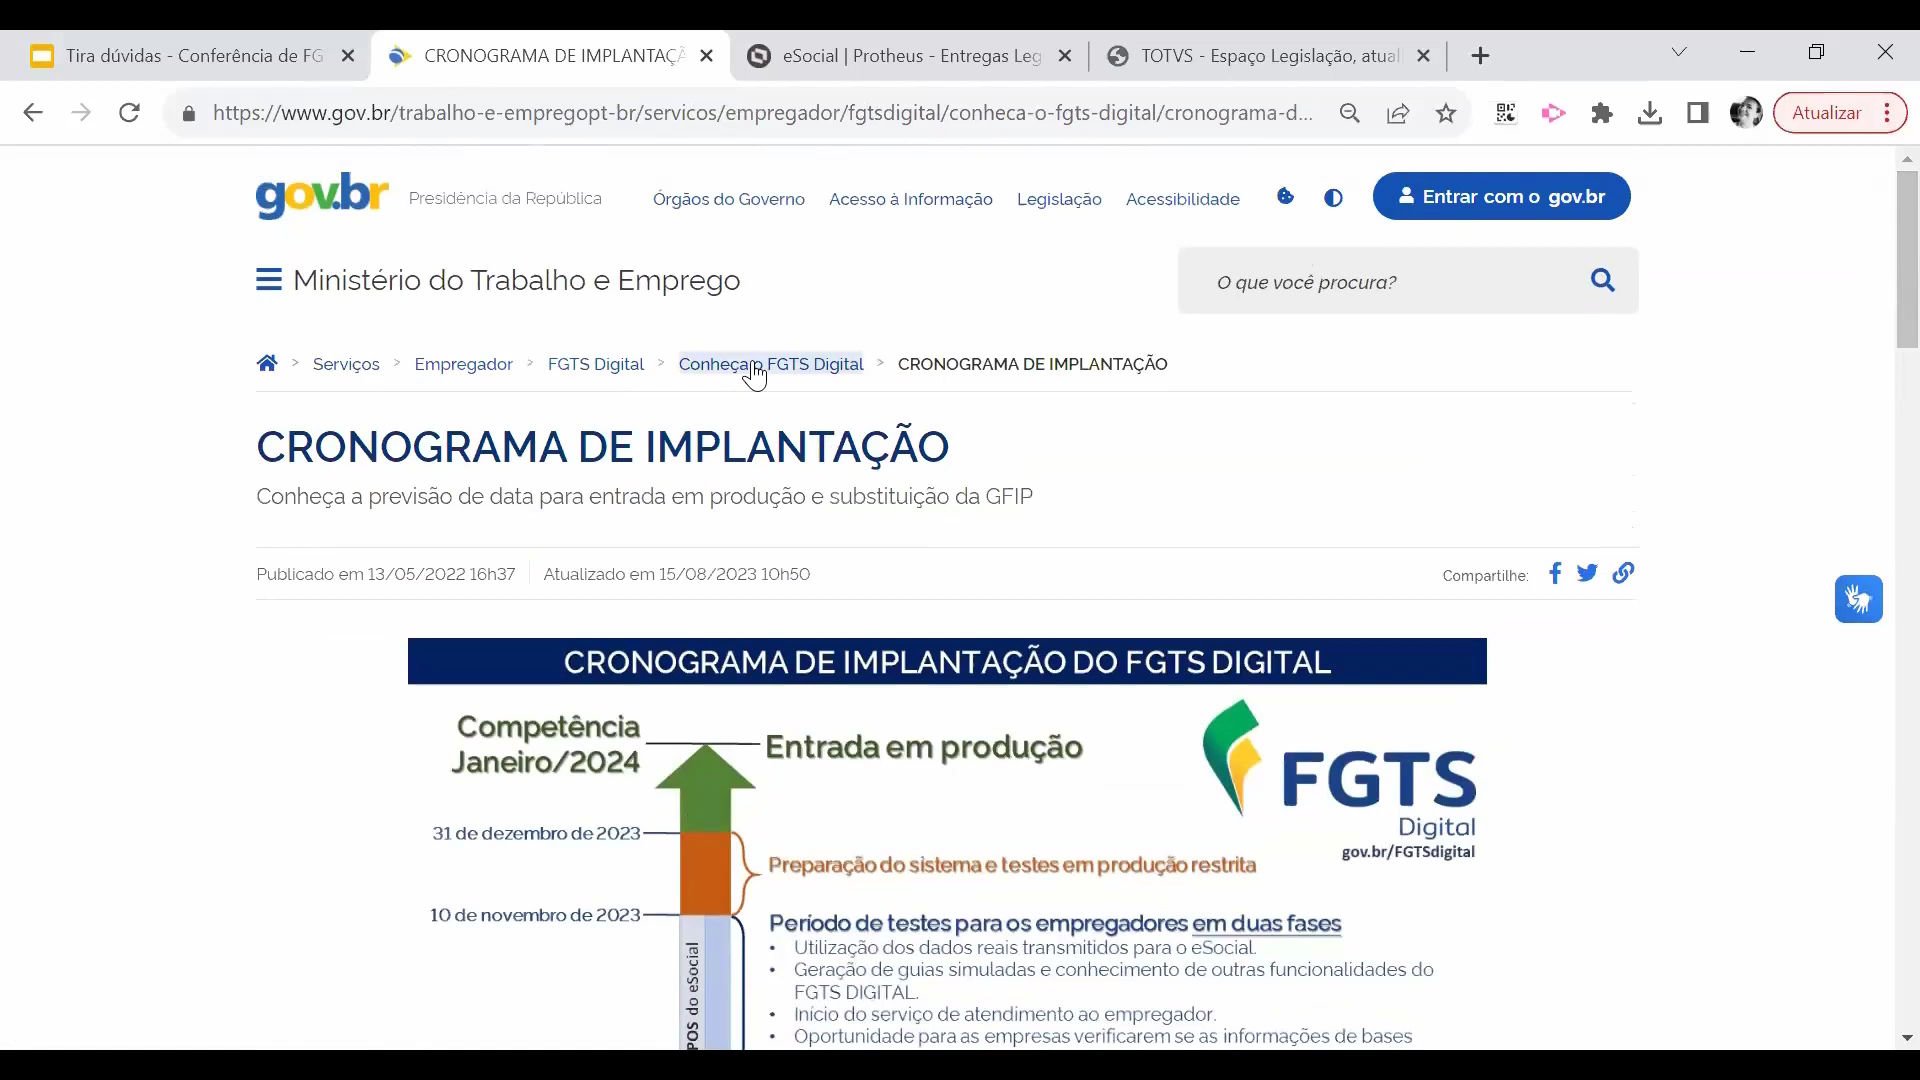 Tira dúvidas - Conferência de FG
CRONOGRAMA DE IMPLANTAÇÃ
eSocial | Protheus - Entregas Leg
TOTVS - Espaço Legislação, atual
https://www.gov.br/trabalho-e-empregopt-br/servicos/empregador/fgtsdigital/conheca-o-fgts-digital/cronograma-d...
Atualizar
gov.br
Presidência da República
Órgãos do Governo
Acesso à Informação
Legislação
Acessibilidade
Entrar com o gov.br
Ministério do Trabalho e Emprego
O que você procura?
> Serviços > Empregador > FGTS Digital > Conheça o FGTS Digital > CRONOGRAMA DE IMPLANTAÇÃO
CRONOGRAMA DE IMPLANTAÇÃO
Conheça a previsão de data para entrada em produção e substituição da GFIP
Publicado em 13/05/2022 16h37
Atualizado em 15/08/2023 10h50
Compartilhe:
CRONOGRAMA DE IMPLANTAÇÃO DO FGTS DIGITAL
Competência
Janeiro/2024
Entrada em produção
FGTS
Digital
gov.br/FGTSdigital
31 de dezembro de 2023
Preparação do sistema e testes em produção restrita
10 de novembro de 2023
Período de testes para os empregadores em duas fases
• Utilização dos dados reais transmitidos para o eSocial.
• Geração de guias simuladas e conhecimento de outras funcionalidades do
FGTS DIGITAL.
• Início do serviço de atendimento ao empregador.
• Oportunidade para as empresas verificarem se as informações de bases
POS do eSocial